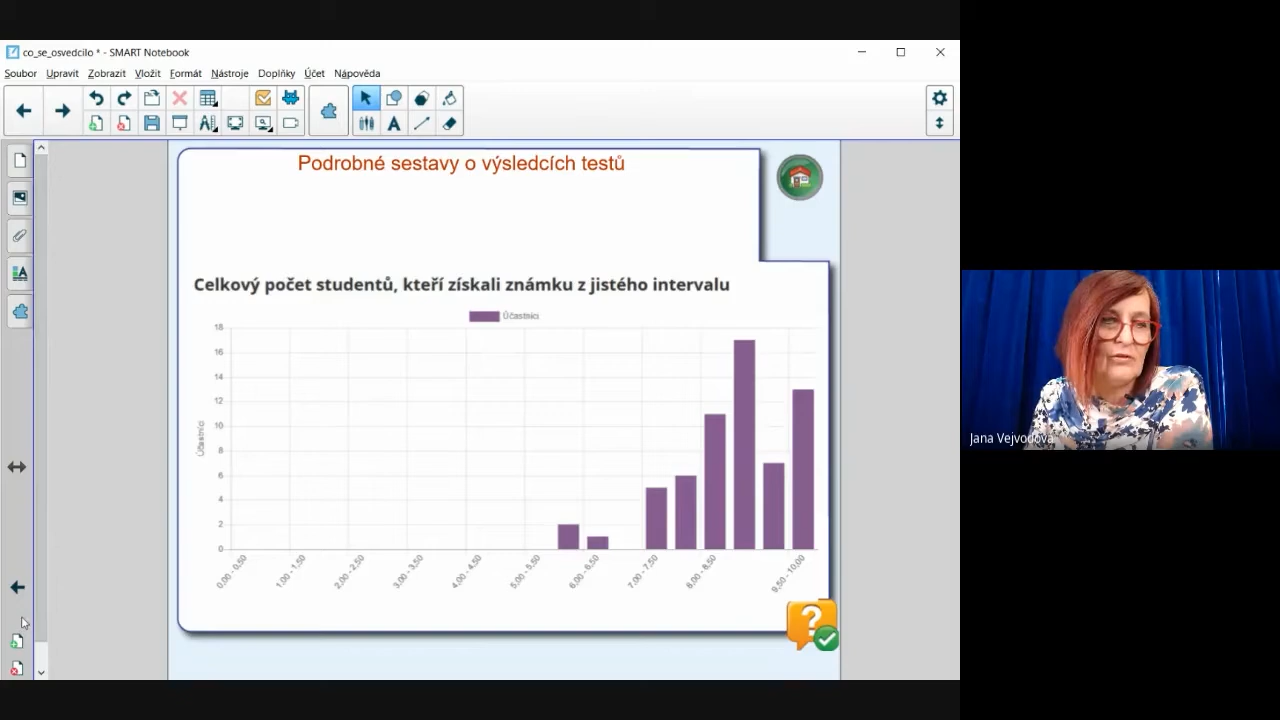 co_se_osvedcilo * - SMART Notebook
Soubor Upravit Zobrazit Vložit Formát Nástroje Doplňky Účet Nápověda
Podrobné sestavy o výsledcích testů
Celkový počet studentů, kteří získali známku z jistého intervalu
Účastníci
18
16
14
12
10
8
6
4
2
0
Účastníci
0,00 - 0,50
1,00 - 1,50
2,00 - 2,50
3,00 - 3,50
4,00 - 4,50
5,00 - 5,50
6,00 - 6,50
7,00 - 7,50
8,00 - 8,50
9,50 - 10,00
Jana Vejvodová